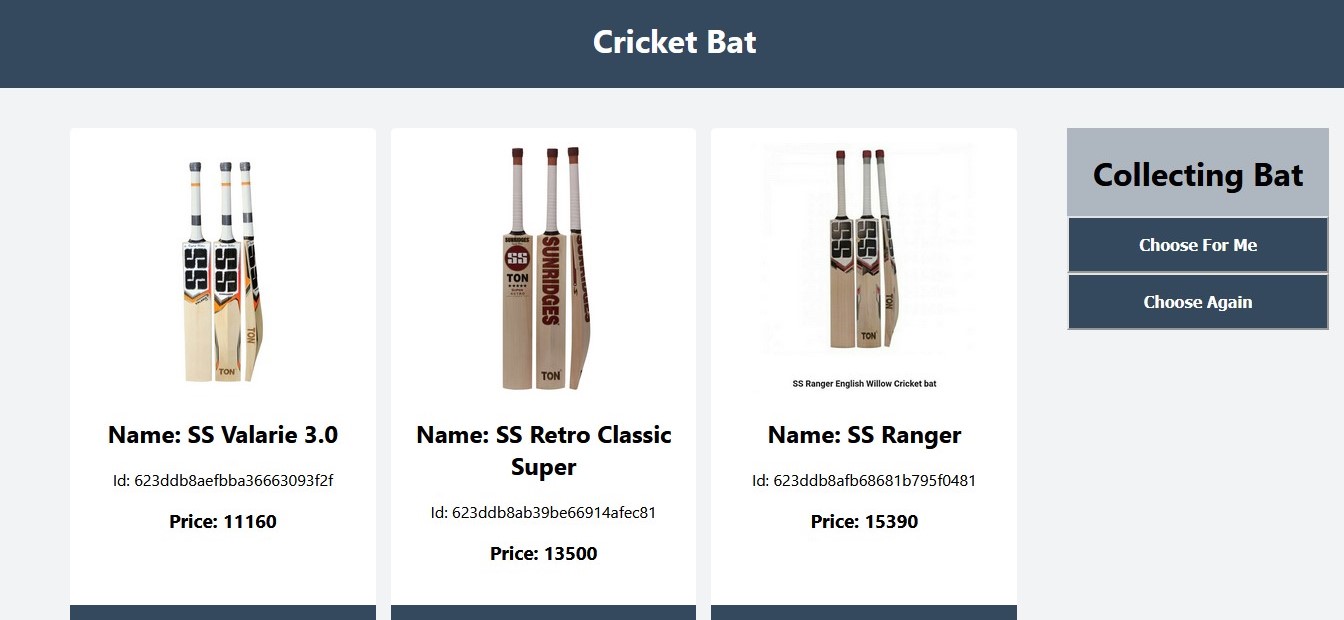 Cricket Bat
SS
SS
TON
SUNRIDGES
SS
TON
SUNRIDGES
TON
SUNRIDGES
SS
SS
TON
TON
SS Ranger English Willow Cricket bat
Name: SS Valarie 3.0
Id: 623ddb8aefbba36663093f2f
Price: 11160
Name: SS Retro Classic
Super
Id: 623ddb8ab39be66914afec81
Price: 13500
Name: SS Ranger
Id: 623ddb8afb68681b795f0481
Price: 15390
Collecting Bat
Choose For Me
Choose Again